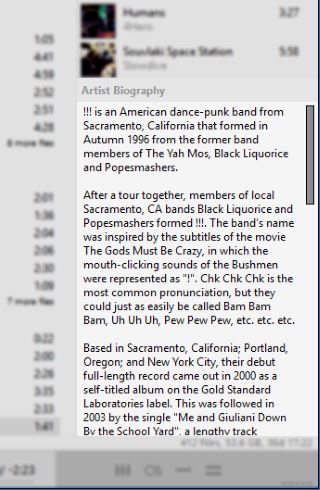 Humans
3:27
4Hero
Souvlaki Space Station
5:58
Slowdive
Artist Biography
!!! is an American dance-punk band from
Sacramento, California that formed in
Autumn 1996 from the former band
members of The Yah Mos, Black Liquorice
and Popesmashers.
After a tour together, members of local
Sacramento, CA bands Black Liquorice and
Popesmashers formed !!!. The band's name
was inspired by the subtitles of the movie
The Gods Must Be Crazy, in which the
mouth-clicking sounds of the Bushmen
were represented as "!". Chk Chk Chk is the
most common pronunciation, but they
could just as easily be called Bam Bam
Bam, Uh Uh Uh, Pew Pew Pew, etc. etc. etc.
Based in Sacramento, California; Portland,
Oregon; and New York City, their debut
full-length record came out in 2000 as a
self-titled album on the Gold Standard
Laboratories label. This was followed in
2003 by the single "Me and Giuliani Down
By the School Yard", a lengthy track
1:05
4:41
4:59
2:52
2:51
4:28
8 more files
2:01
1:36
2:04
2:06
2:30
1:09
7 more files
0:22
2:00
2:26
3:35
2:33
1:41
412 files, 53.6 GB, 36d 17:22
-2:23